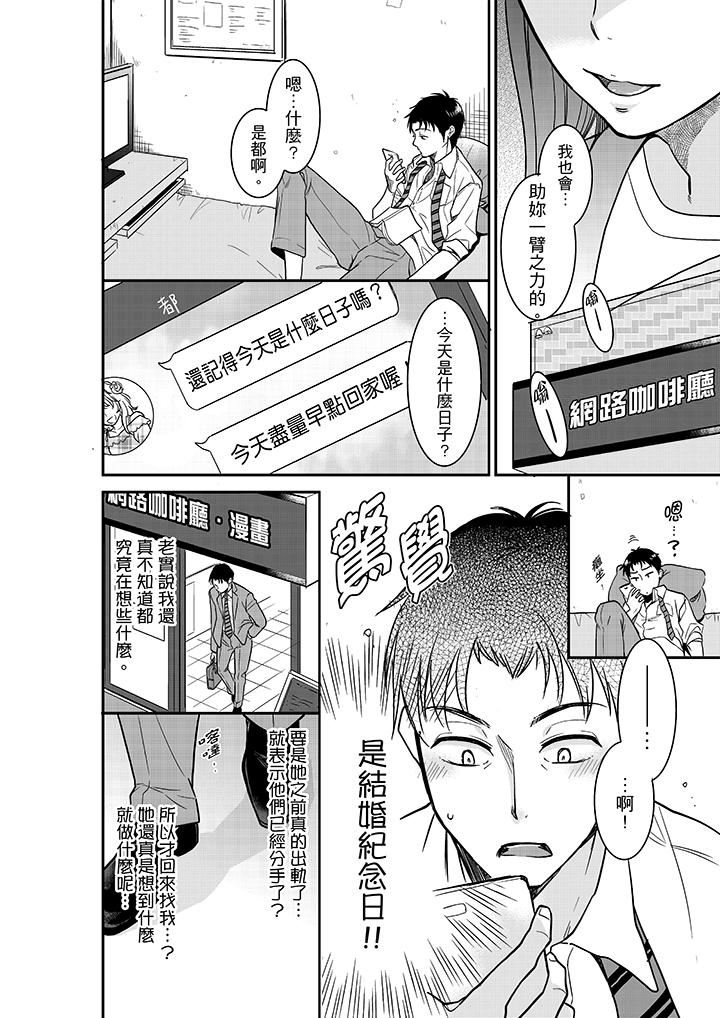 我也會…
助妳一臂之力的。
嗡—
嗡—
網路咖啡廳
嗯…什麼？
是都啊。
都
還記得今天是什麼日子嗎？
今天盡量早點回家喔！
…今天是什麼日子？
嗯…？
驚覺
——
…啊！
是結婚紀念日!!
網路咖啡廳・漫畫
老實說我還
真不知道都
究竟在想些什麼。
要是她之前真的出軌了…
就表示他們已經分手了？
喀噠…
所以才回來找我…？
她還真是想到什麼
就做什麼呢…